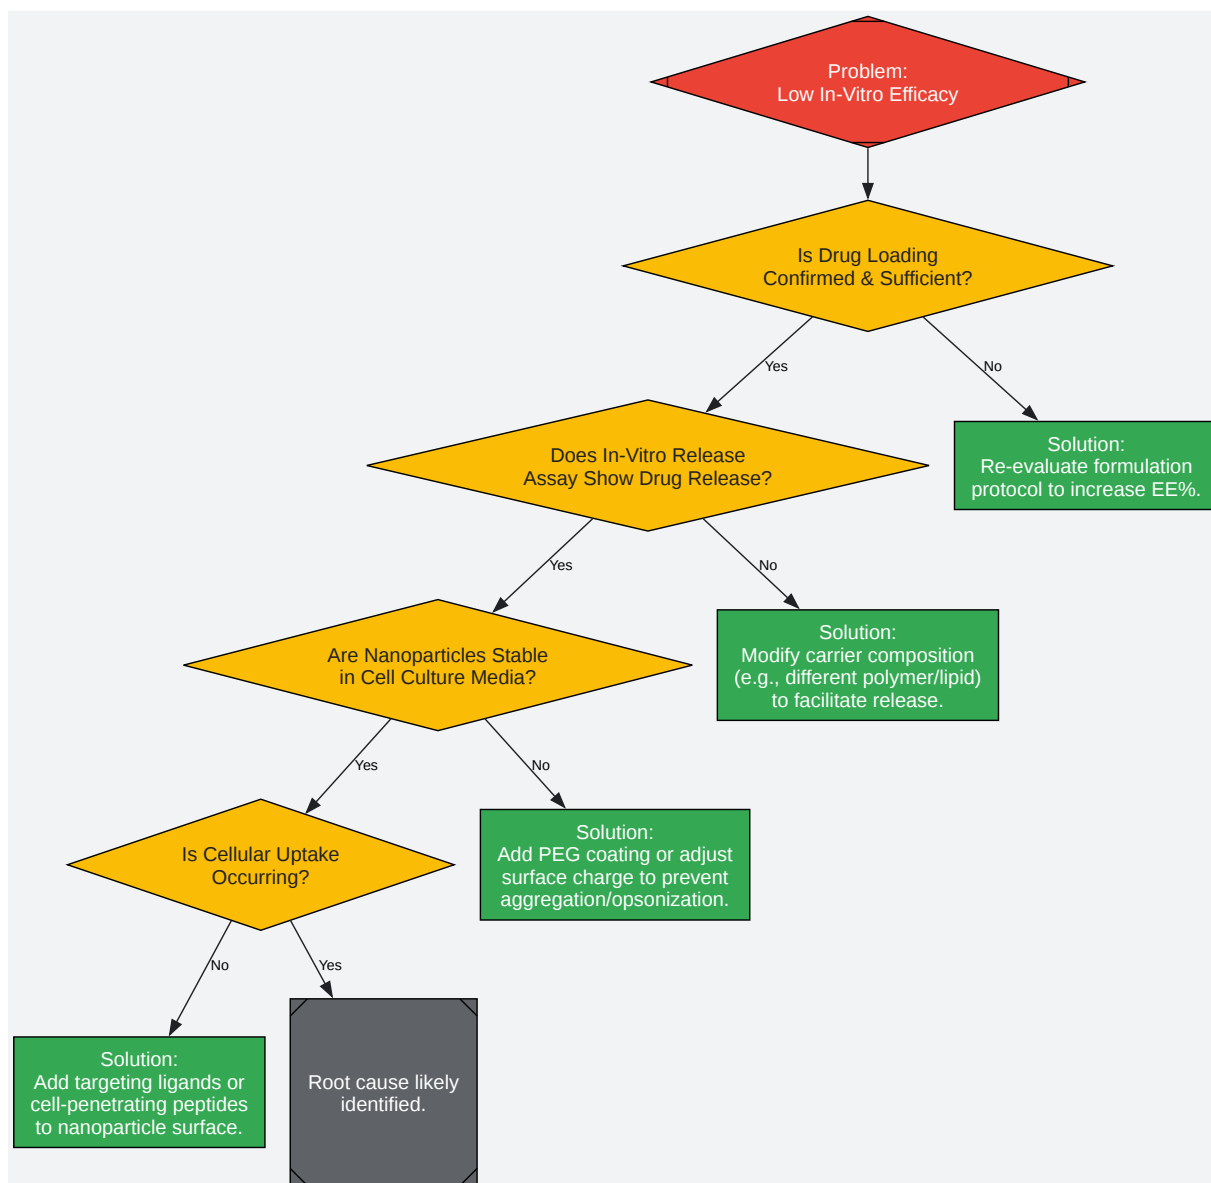 Problem:
Low In-Vitro Efficacy
Is Drug Loading
Confirmed & Sufficient?
Yes
No
Does In-Vitro Release
Assay Show Drug Release?
Solution:
Re-evaluate formulation
protocol to increase EE%.
Yes
No
Are Nanoparticles Stable
in Cell Culture Media?
Solution:
Modify carrier composition
(e.g., different polymer/lipid)
to facilitate release.
Yes
No
Is Cellular Uptake
Occurring?
Solution:
Add PEG coating or adjust
surface charge to prevent
aggregation/opsonization.
No
Yes
Solution:
Add targeting ligands or
cell-penetrating peptides
to nanoparticle surface.
Root cause likely
identified.